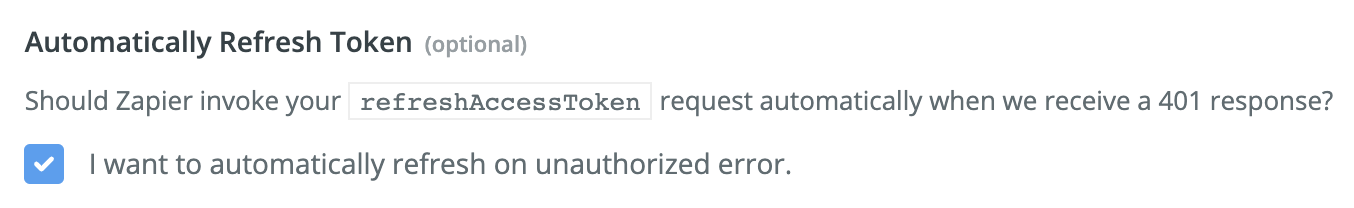 Automatically Refresh Token (optional)
Should Zapier invoke your refreshAccessToken request automatically when we receive a 401 response?
I want to automatically refresh on unauthorized error.